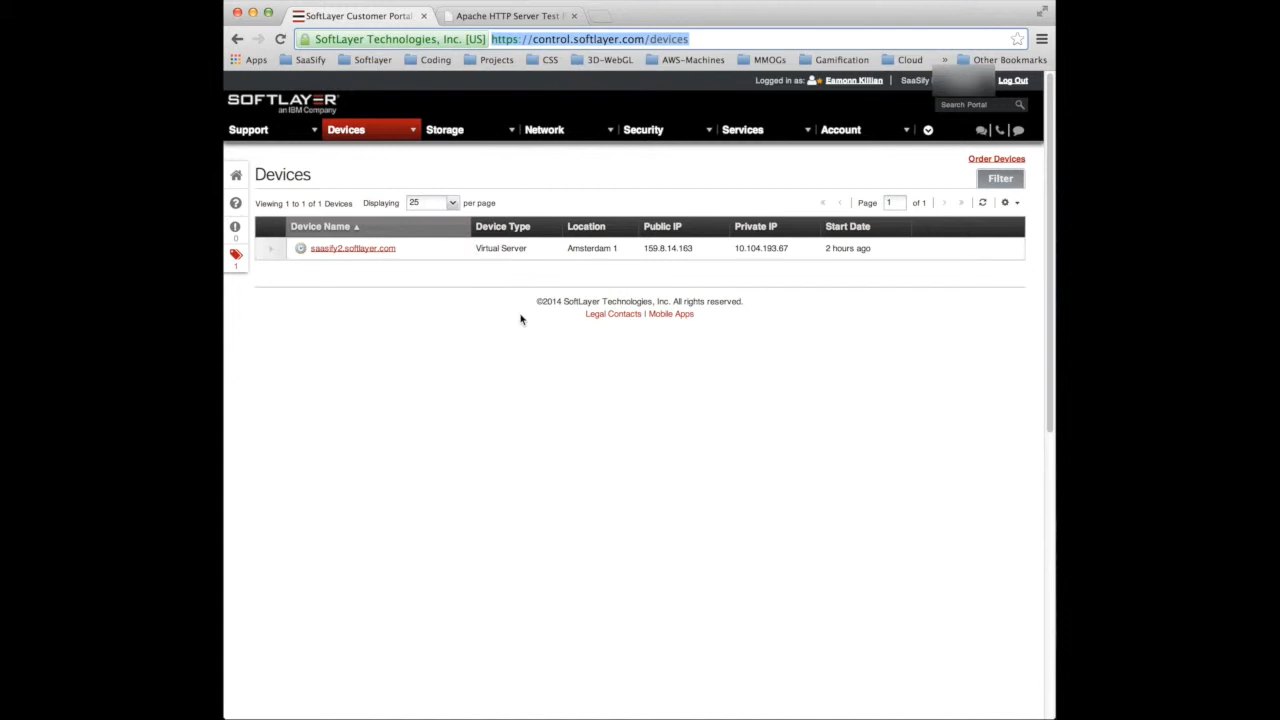 SoftLayer Customer Portal
Apache HTTP Server Test
SoftLayer Technologies, Inc. [US] https://control.softlayer.com/devices
Apps SaaSify Softlayer Coding Projects CSS 3D-WebGL AWS-Machines MMOGs Gamification Cloud » Other Bookmarks
Logged in as: Eamonn Killian SaaSify Log Out
SOFTLAYER®
an IBM Company
Search Portal
Support Devices Storage Network Security Services Account
Order Devices
Devices
Filter
Viewing 1 to 1 of 1 Devices Displaying 25 per page « ‹ Page 1 of 1 › »
0
1
Device Name ▲ Device Type Location Public IP Private IP Start Date
saasify2.softlayer.com Virtual Server Amsterdam 1 159.8.14.163 10.104.193.67 2 hours ago
©2014 SoftLayer Technologies, Inc. All rights reserved.
Legal Contacts | Mobile Apps